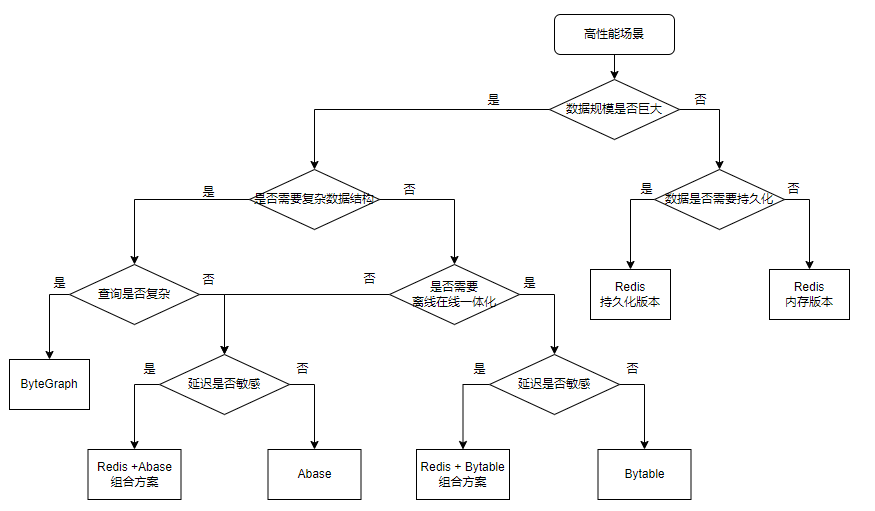 高性能场景
数据规模是否巨大
是
否
是否需要复杂数据结构
是
否
数据是否需要持久化
是
否
查询是否复杂
是
否
是否需要
离线在线一体化
否
是
Redis
持久化版本
Redis
内存版本
ByteGraph
延迟是否敏感
是
否
延迟是否敏感
是
否
Redis +Abase
组合方案
Abase
Redis + Bytable
组合方案
Bytable